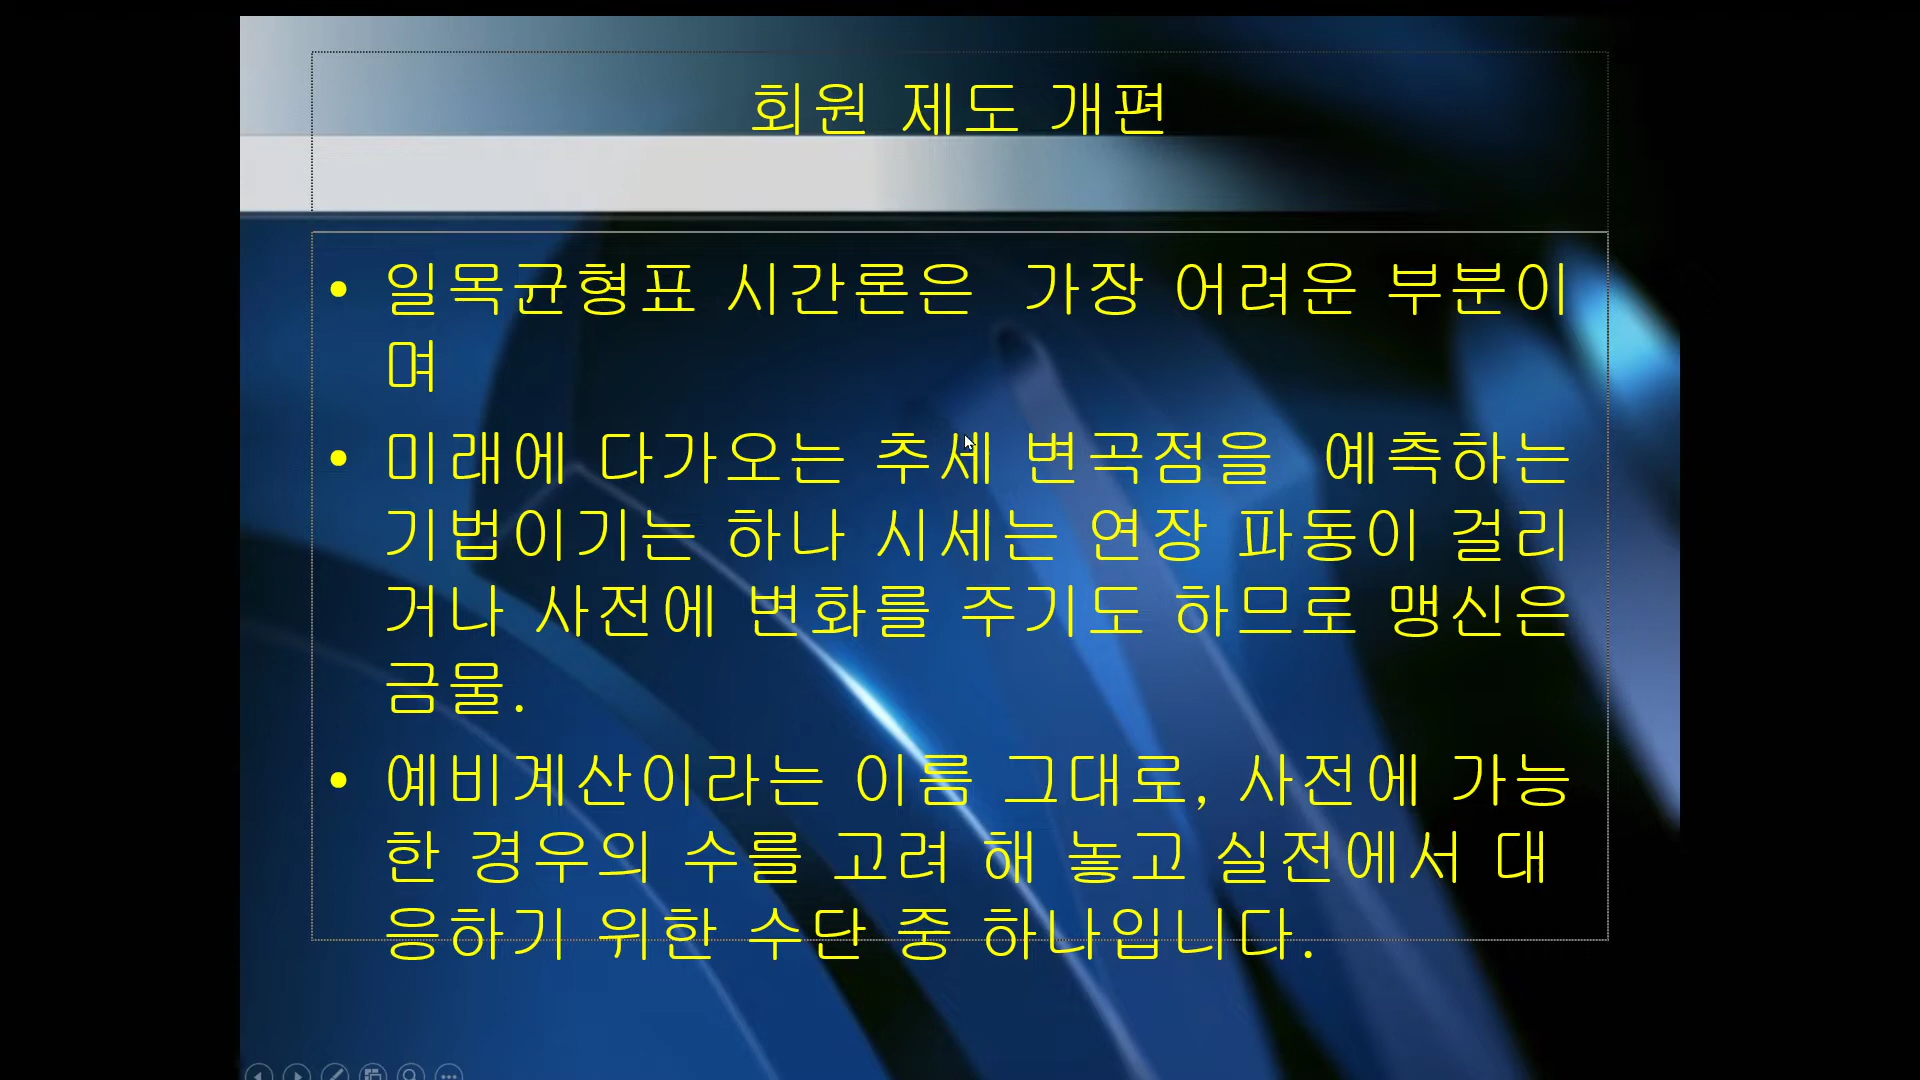 회원 제도 개편
• 일목균형표 시간론은  가장 어려운 부분이
며
• 미래에 다가오는 추세 변곡점을  예측하는
기법이기는 하나 시세는 연장 파동이 걸리
거나 사전에 변화를 주기도 하므로 맹신은
금물.
• 예비계산이라는 이름 그대로, 사전에 가능
한 경우의 수를 고려 해 놓고 실전에서 대
응하기 위한 수단 중 하나입니다.